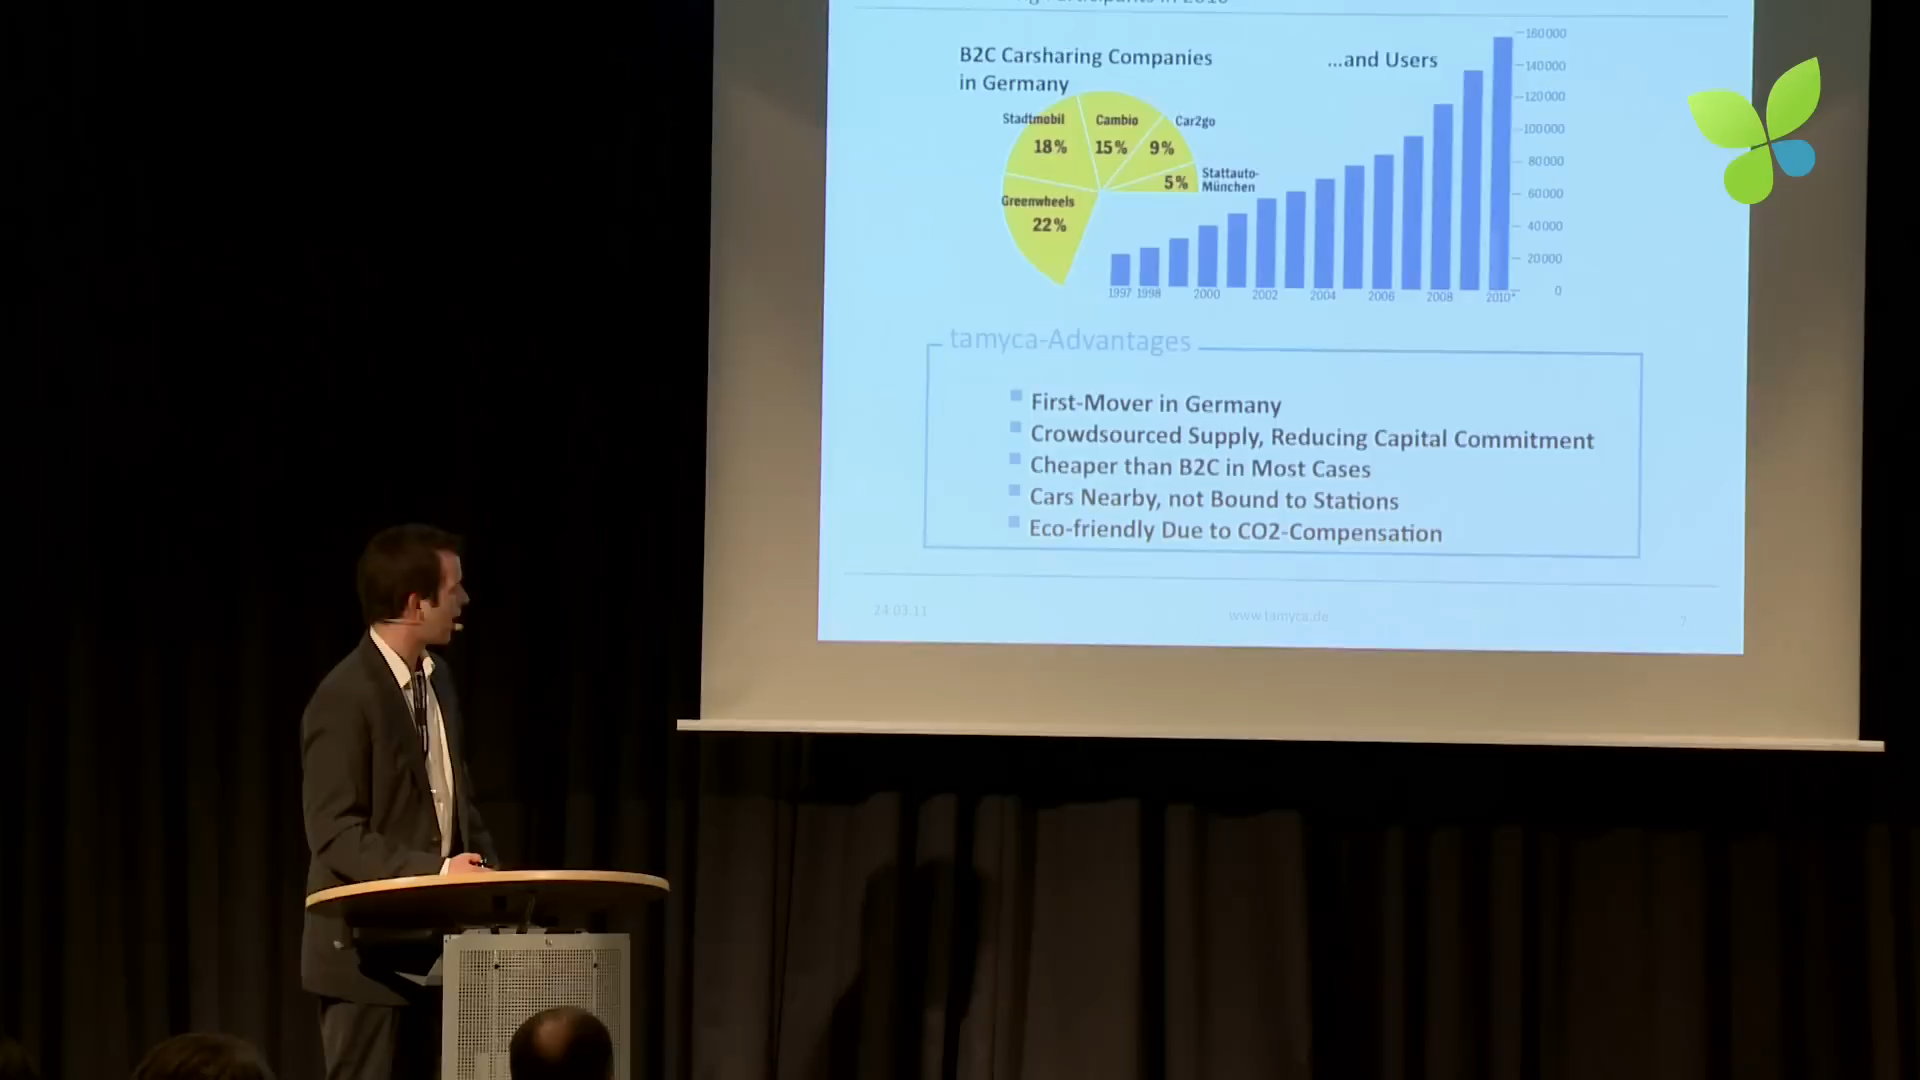 B2C Carsharing Companies
in Germany
...and Users
Stadtmobil
18%
Cambio
15%
Car2go
9%
Stattauto-
München
5%
Greenwheels
22%
160000
140000
120000
100000
80000
60000
40000
20000
0
1997 1998 2000 2002 2004 2006 2008 2010*
tamyca-Advantages
First-Mover in Germany
Crowdsourced Supply, Reducing Capital Commitment
Cheaper than B2C in Most Cases
Cars Nearby, not Bound to Stations
Eco-friendly Due to CO2-Compensation
24.03.11 www.tamyca.de 7